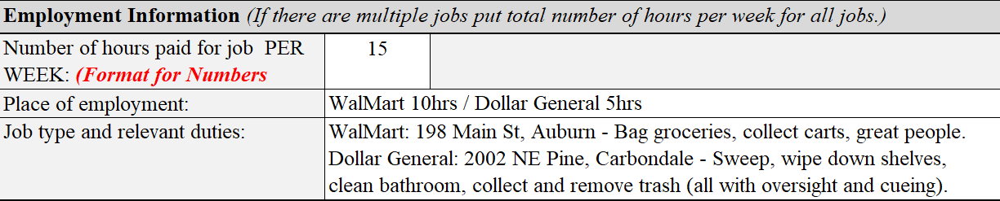 Employment Information (If there are multiple jobs put total number of hours per week for all jobs.)
Number of hours paid for job  PER
WEEK: (Format for Numbers
15
Place of employment:
WalMart 10hrs / Dollar General 5hrs
Job type and relevant duties:
WalMart: 198 Main St, Auburn - Bag groceries, collect carts, great people.
Dollar General: 2002 NE Pine, Carbondale - Sweep, wipe down shelves,
clean bathroom, collect and remove trash (all with oversight and cueing).